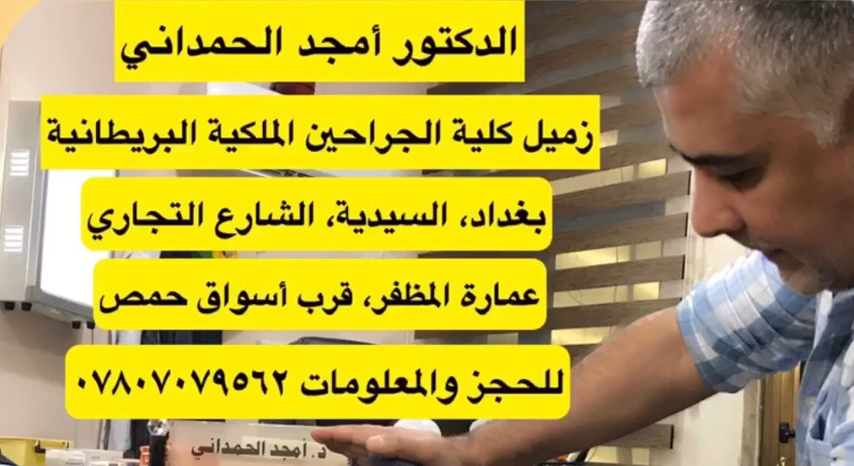 الدكتور أمجد الحمداني
زميل كلية الجراحين الملكية البريطانية
بغداد، السيدية، الشارع التجاري
عمارة المظفر، قرب أسواق حمص
للحجز والمعلومات ٠٧٨٠٧٠٧٩٥٦٢
د. أمجد الحمداني